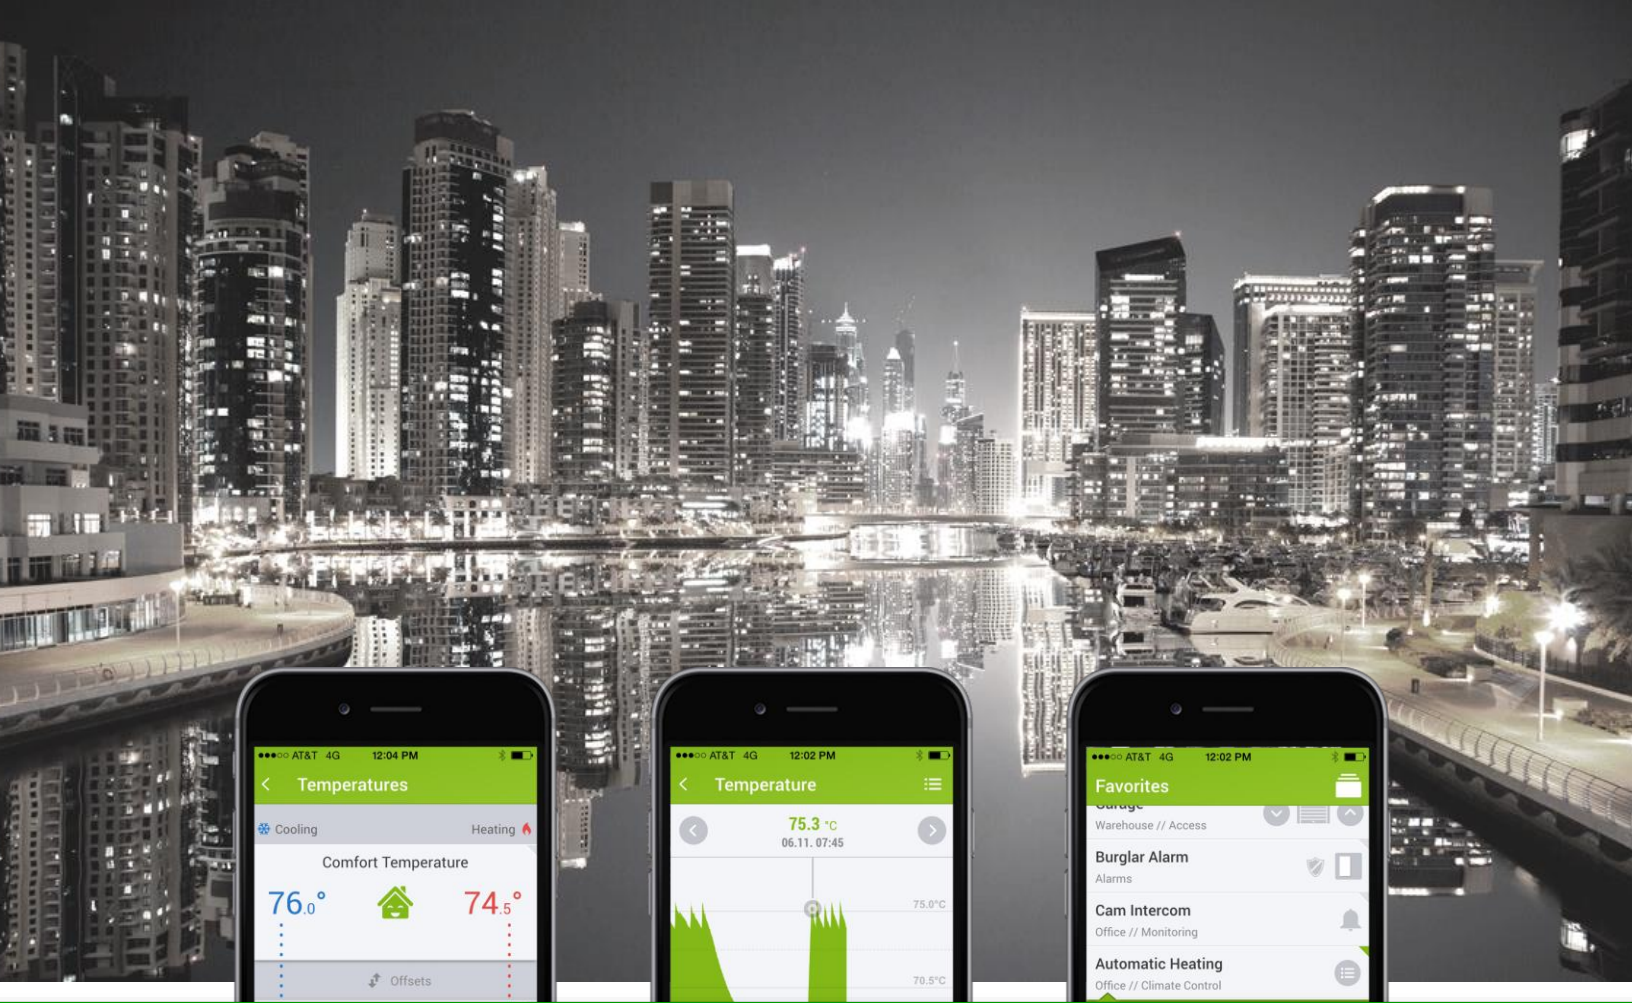 AT&T 4G 12:04 PM
Temperatures
Cooling Heating
Comfort Temperature
76.0° 74.5°
Offsets
AT&T 4G 12:02 PM
Temperature
75.3 °C
06.11. 07:45
75.0°C
70.5°C
AT&T 4G 12:02 PM
Favorites
Garage
Warehouse // Access
Burglar Alarm
Alarms
Cam Intercom
Office // Monitoring
Automatic Heating
Office // Climate Control